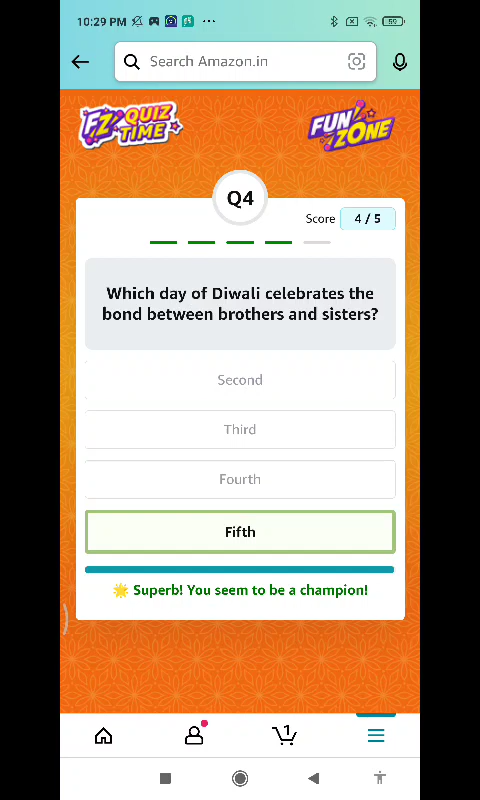 10:29 PM
59
Search Amazon.in
FZ QUIZ TIME
FUN ZONE
Q4
Score 4 / 5
Which day of Diwali celebrates the
bond between brothers and sisters?
Second
Third
Fourth
Fifth
🌟 Superb! You seem to be a champion!
1